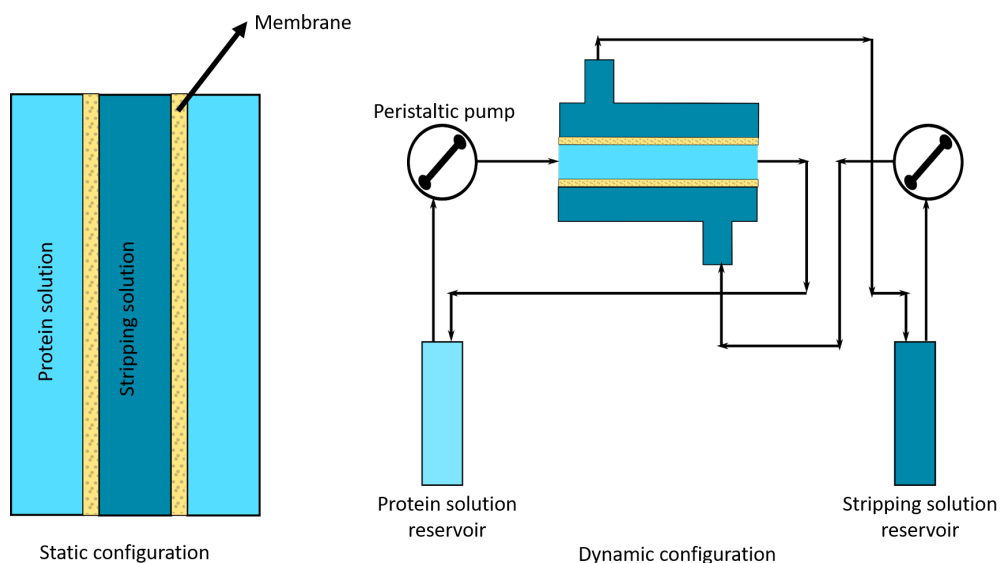 Membrane
Protein solution
Stripping solution
Static configuration
Peristaltic pump
Protein solution
reservoir
Stripping solution
reservoir
Dynamic configuration